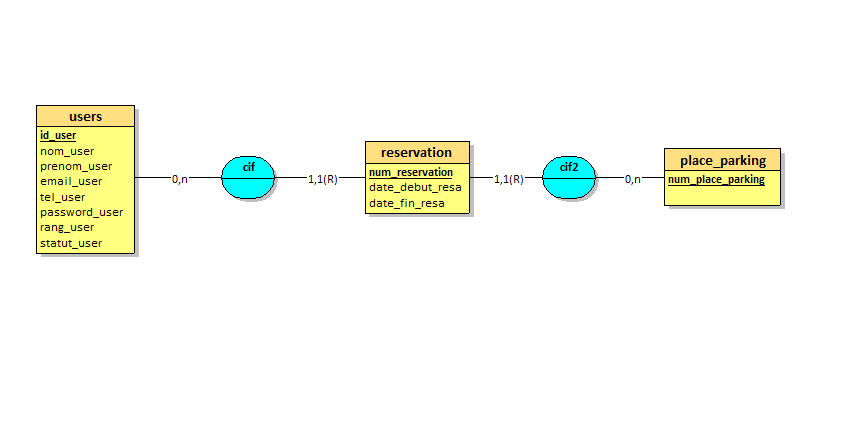 users
id_user
nom_user
prenom_user
email_user
tel_user
password_user
rang_user
statut_user
0,n
cif
1,1(R)
reservation
num_reservation
date_debut_resa
date_fin_resa
1,1(R)
cif2
0,n
place_parking
num_place_parking